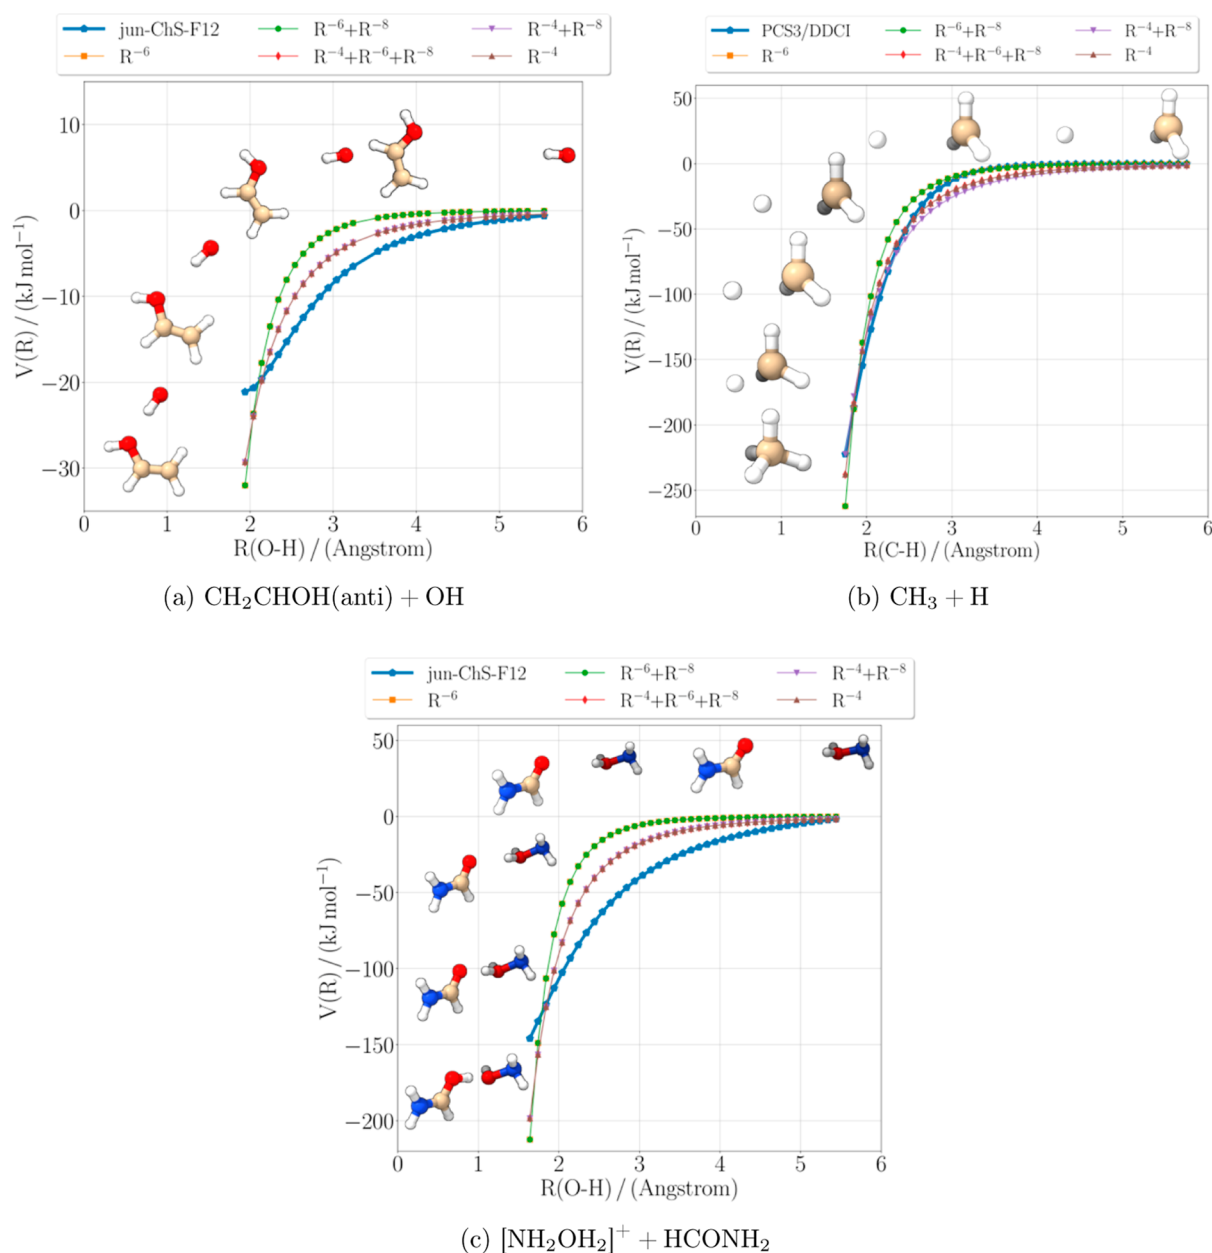 jun-ChS-F12 R⁻⁶+R⁻⁸ R⁻⁴+R⁻⁸
R⁻⁶ R⁻⁴+R⁻⁶+R⁻⁸ R⁻⁴
10
0
−10
−20
−30
V(R) / (kJ mol⁻¹)
0 1 2 3 4 5 6
R(O-H) / (Angstrom)
(a) CH₂CHOH(anti) + OH
PCS3/DDCI R⁻⁶+R⁻⁸ R⁻⁴+R⁻⁸
R⁻⁶ R⁻⁴+R⁻⁶+R⁻⁸ R⁻⁴
50
0
−50
−100
−150
−200
−250
V(R) / (kJ mol⁻¹)
0 1 2 3 4 5 6
R(C-H) / (Angstrom)
(b) CH₃ + H
jun-ChS-F12 R⁻⁶+R⁻⁸ R⁻⁴+R⁻⁸
R⁻⁶ R⁻⁴+R⁻⁶+R⁻⁸ R⁻⁴
50
0
−50
−100
−150
−200
V(R) / (kJ mol⁻¹)
0 1 2 3 4 5 6
R(O-H) / (Angstrom)
(c) [NH₂OH₂]⁺ + HCONH₂